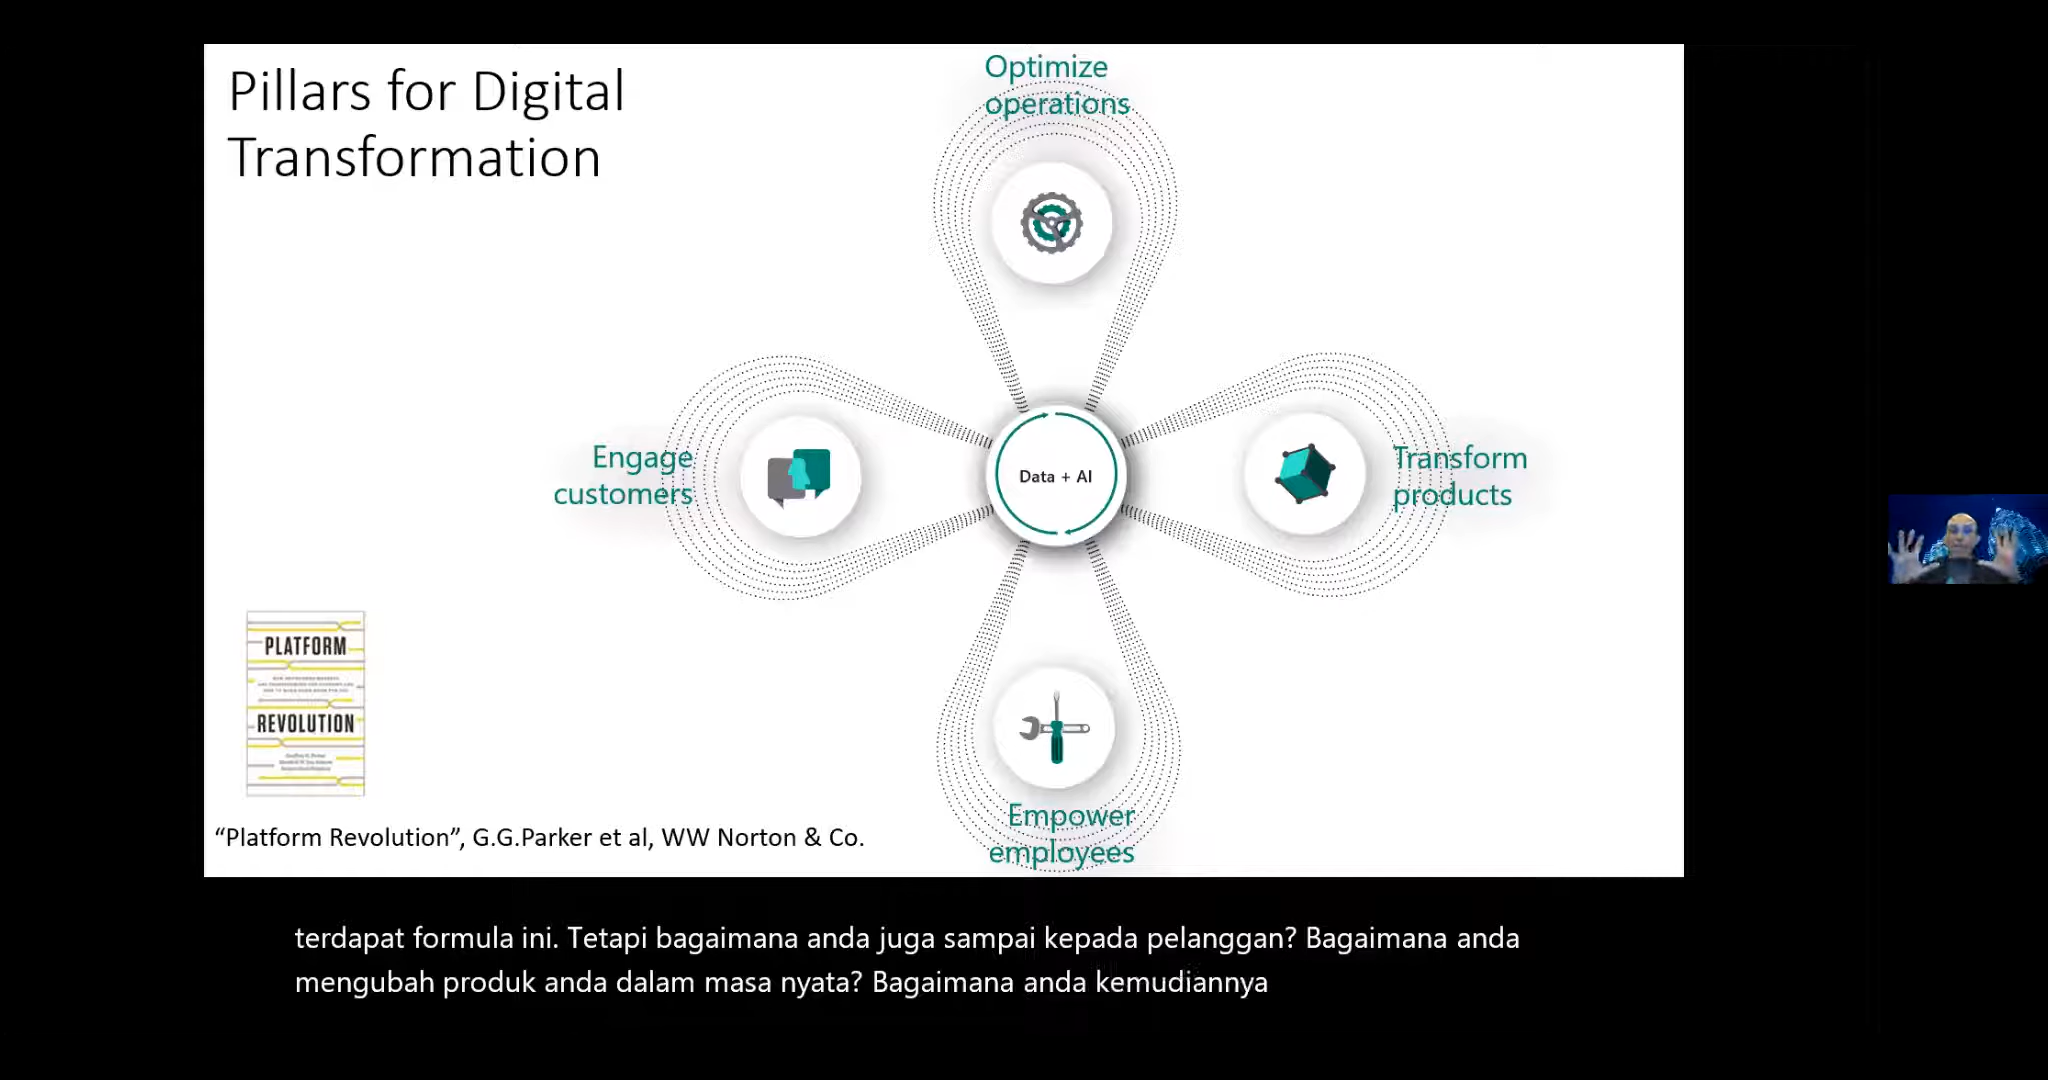 Pillars for Digital
Transformation
Optimize
operations
Engage
customers
Data + AI
Transform
products
Empower
employees
PLATFORM
REVOLUTION
“Platform Revolution”, G.G.Parker et al, WW Norton & Co.
terdapat formula ini. Tetapi bagaimana anda juga sampai kepada pelanggan? Bagaimana anda
mengubah produk anda dalam masa nyata? Bagaimana anda kemudiannya